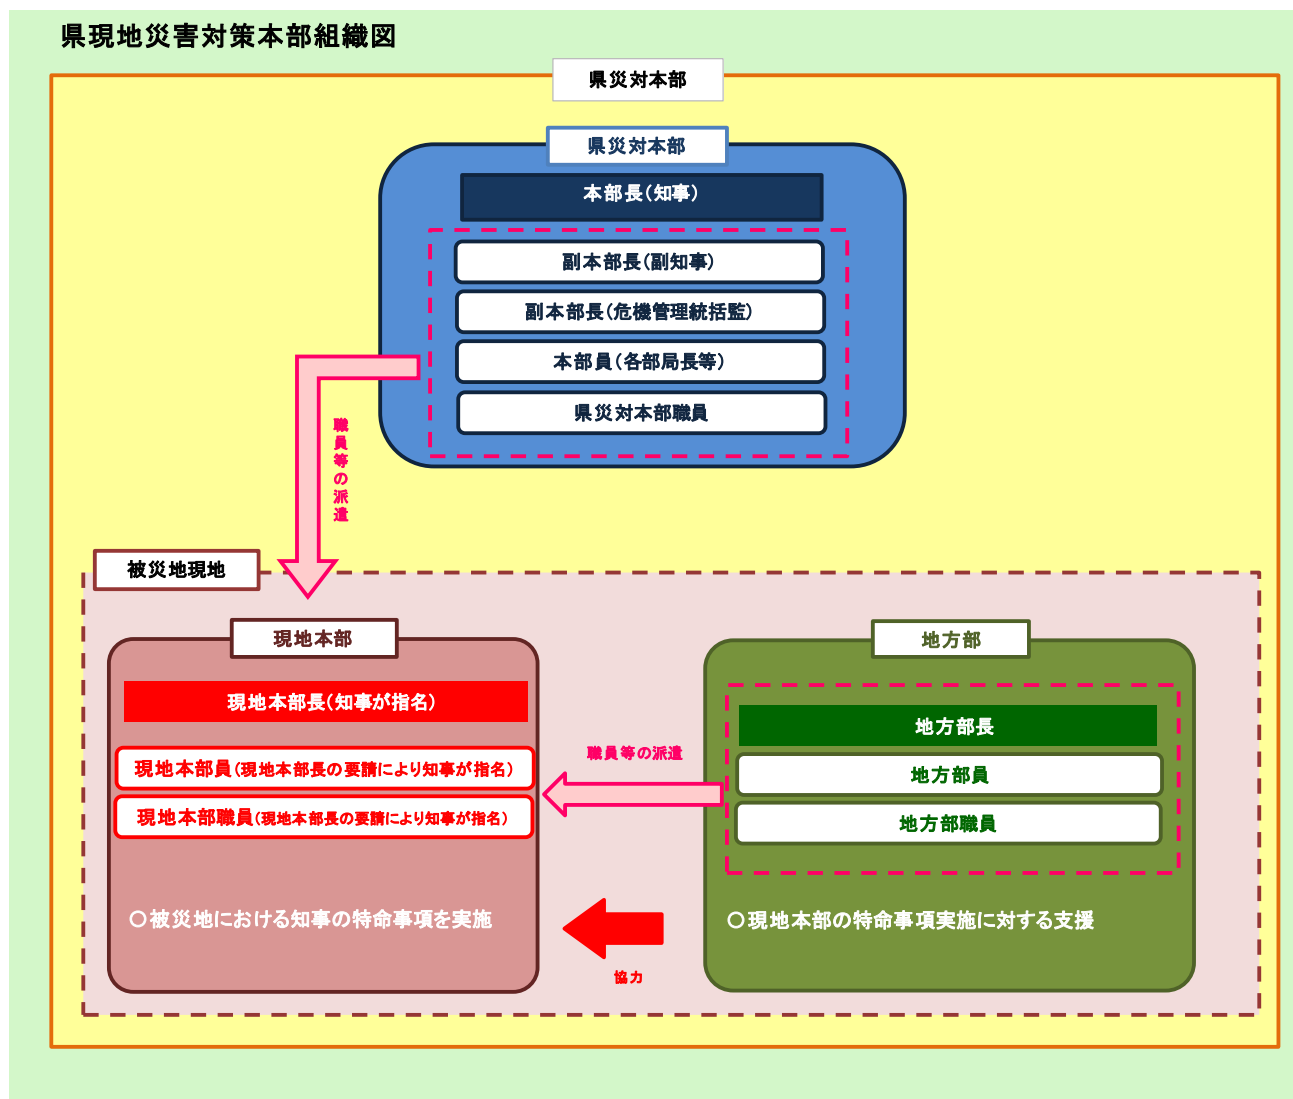 県現地災害対策本部組織図
県災対本部
県災対本部
本部長（知事）
副本部長（副知事）
副本部長（危機管理統括監）
本部員（各部局長等）
県災対本部職員
職員等の派遣
被災地現地
現地本部
現地本部長（知事が指名）
現地本部員（現地本部長の要請により知事が指名）
現地本部職員（現地本部長の要請により知事が指名）
〇被災地における知事の特命事項を実施
職員等の派遣
協力
地方部
地方部長
地方部員
地方部職員
〇現地本部の特命事項実施に対する支援